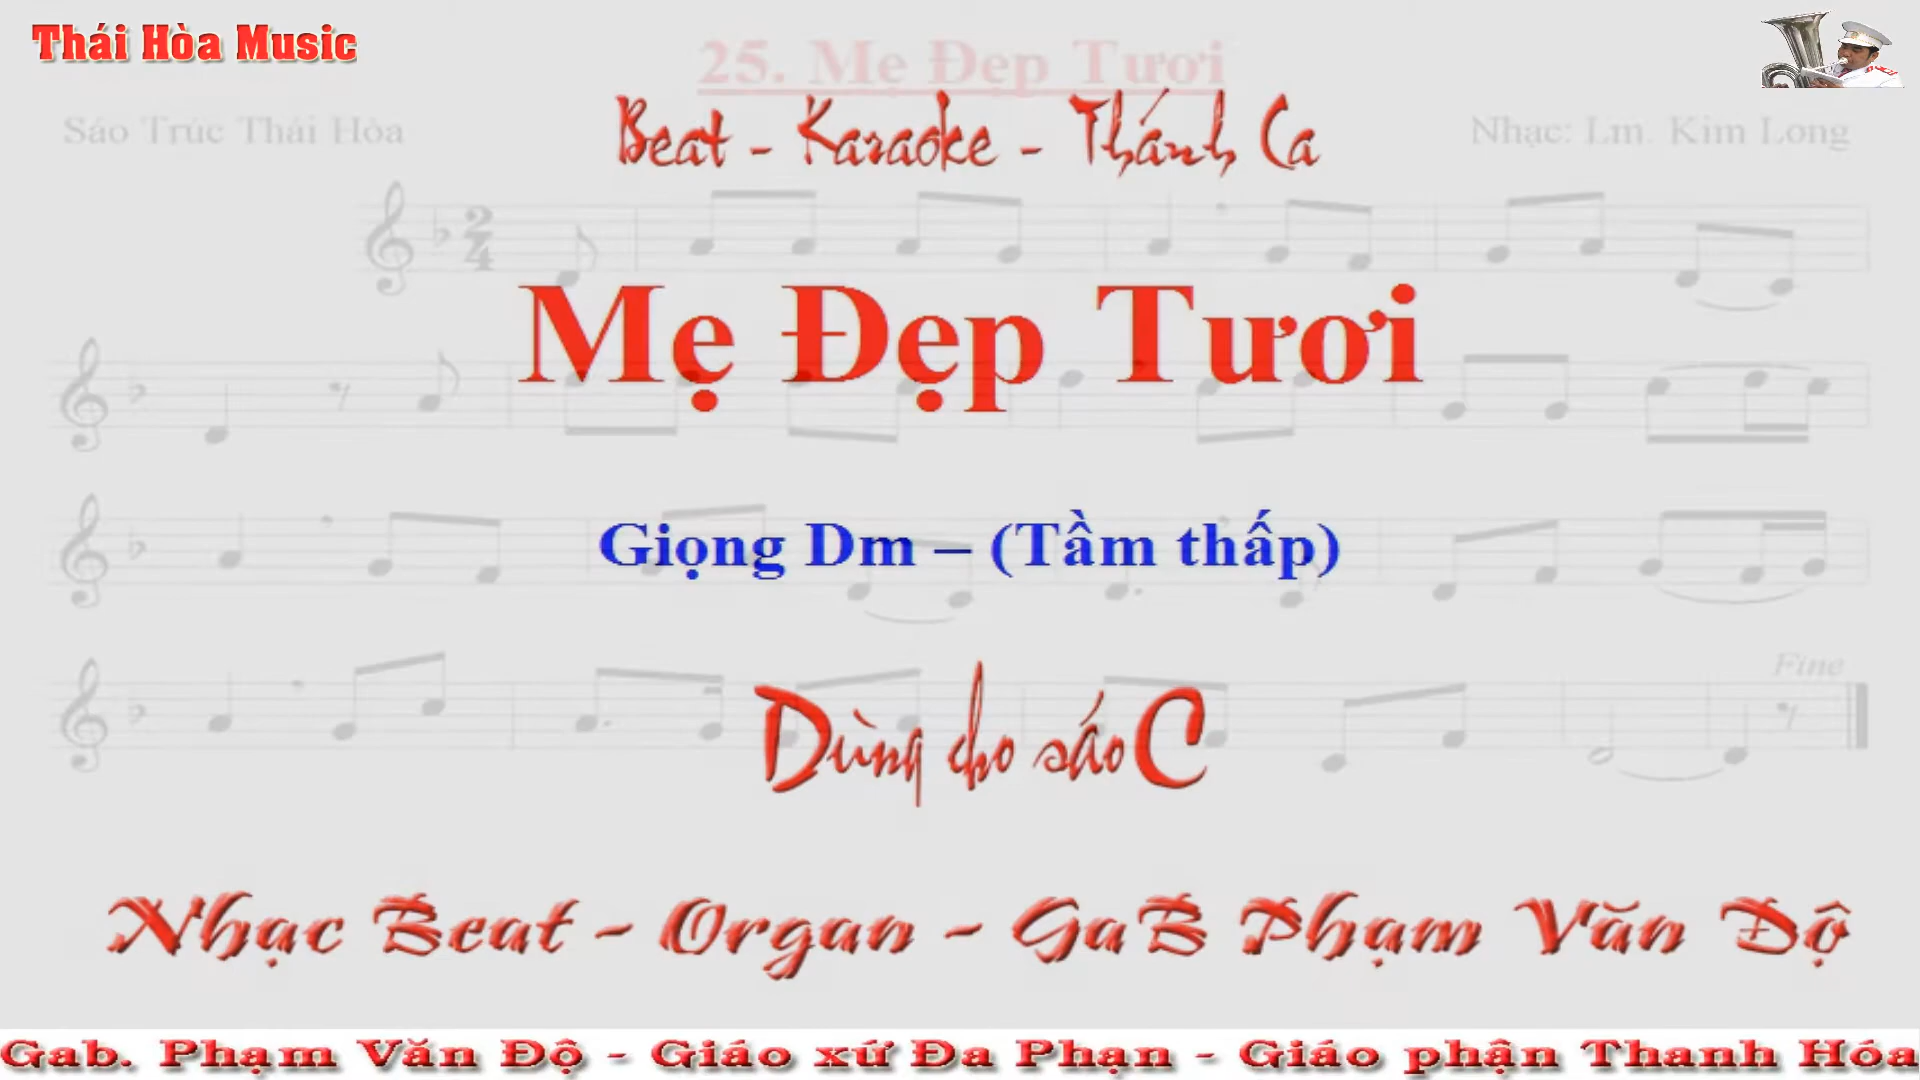 Thái Hòa Music
25. Mẹ Đẹp Tươi
Beat - Karaoke - Thánh Ca
Sáo Trúc Thái Hòa
Nhạc: Lm. Kim Long
2
4
Mẹ Đẹp Tươi
Giọng Dm – (Tầm thấp)
Fine
Dùng cho sáo C
Nhạc Beat - Organ - GaB Phạm Văn Độ
Gab. Phạm Văn Độ - Giáo xứ Đa Phạn - Giáo phận Thanh Hóa